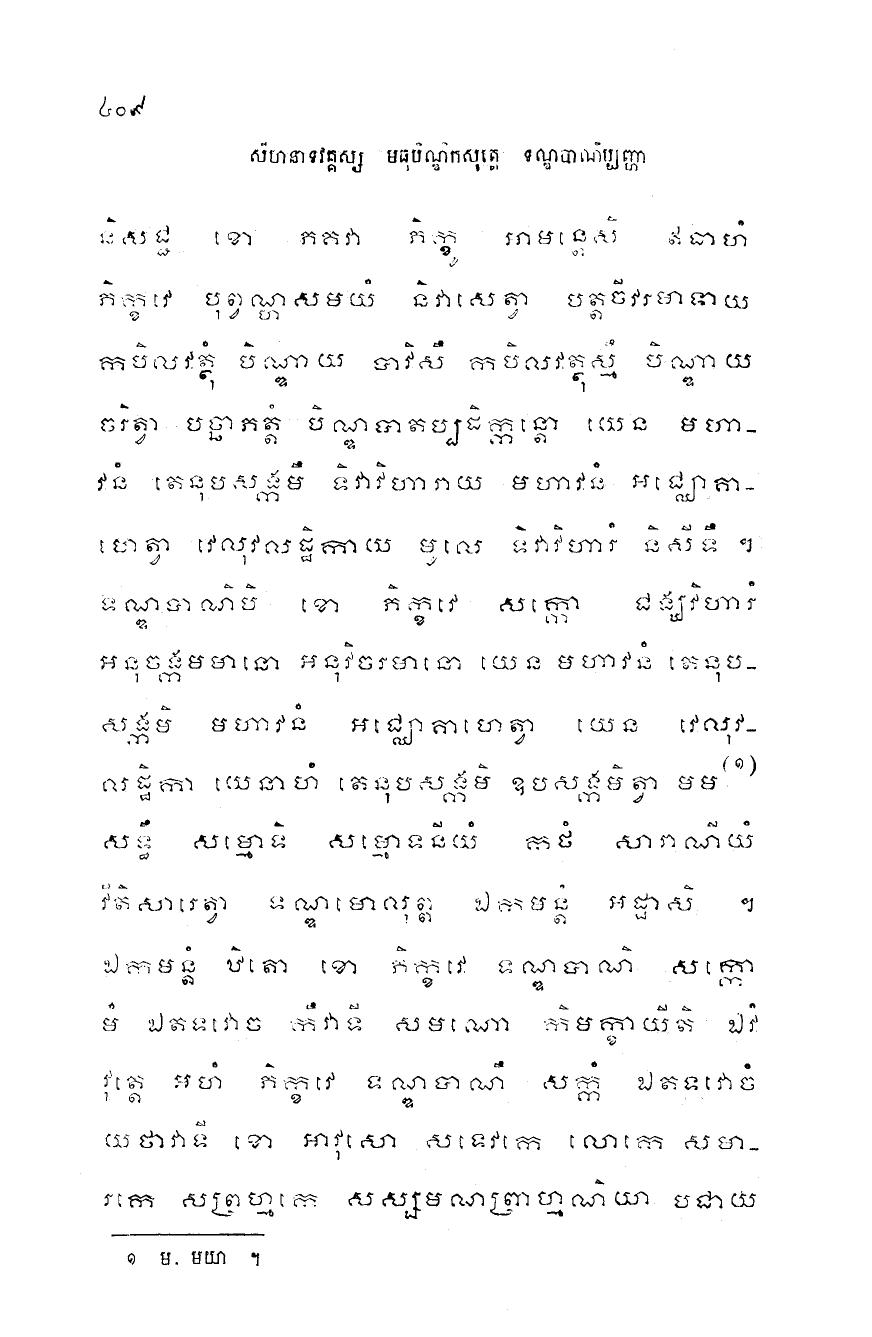 ៤០៩
សីហនាទវគ្គស្ស មធុបិណ្ឌិកសុត្តេ ទណ្ឌបាណិប្បញ្ហា
និសជ្ជ ខោ ភគវា ភិក្ខូ អាមន្តេសិ ឥធាហំ
ភិក្ខវេ បុព្វណ្ហសមយំ និវាសេត្វា បត្តចីវរមាទាយ
កបិលវត្ថុំ បិណ្ឌាយ បាវិសឹ កបិលវត្ថុស្មឹ បិណ្ឌាយ
ចរិត្វា បច្ឆាភត្តំ បិណ្ឌបាតប្បដិក្កន្តោ យេន មហា-
វនំ តេនុបសង្កមឹ ទិវាវិហារាយ មហាវនំ អជ្ឈោគា-
ហេត្វា វេលុវលដ្ឋិកាយ មូលេ ទិវាវិហារំ និសីទឹ ។
ទណ្ឌបាណិបិ ខោ ភិក្ខវេ សក្កោ ជង្ឃវិហារំ
អនុចង្កមមានោ អនុវិចរមានោ យេន មហាវនំ តេនុប-
សង្កមិ មហាវនំ អជ្ឈោគាហេត្វា យេន វេលុវ-
លដ្ឋិកា យេនាហំ តេនុបសង្កមិ ឧបសង្កមិត្វា មម(១)
សទ្ធឹ សម្មោទិ សម្មោទនីយំ កថំ សារាណីយំ
វីតិសារេត្វា ទណ្ឌមោលុព្ភ ឯកមន្តំ អដ្ឋាសិ ។
ឯកមន្តំ ឋិតោ ខោ ភិក្ខវេ ទណ្ឌបាណិ សក្កោ
មំ ឯតទវោច កឹវាទី សមណោ កិមក្ខាយីតិ ឯវំ
វុត្តេ អហំ ភិក្ខវេ ទណ្ឌបាណឹ សក្កំ ឯតទវោចំ
យថាវាទី ខោ អាវុសោ សទេវកេ លោកេ សមា-
រកេ សព្រហ្មកេ សស្សមណព្រាហ្មណិយា បជាយ
១ ម. មយា ។